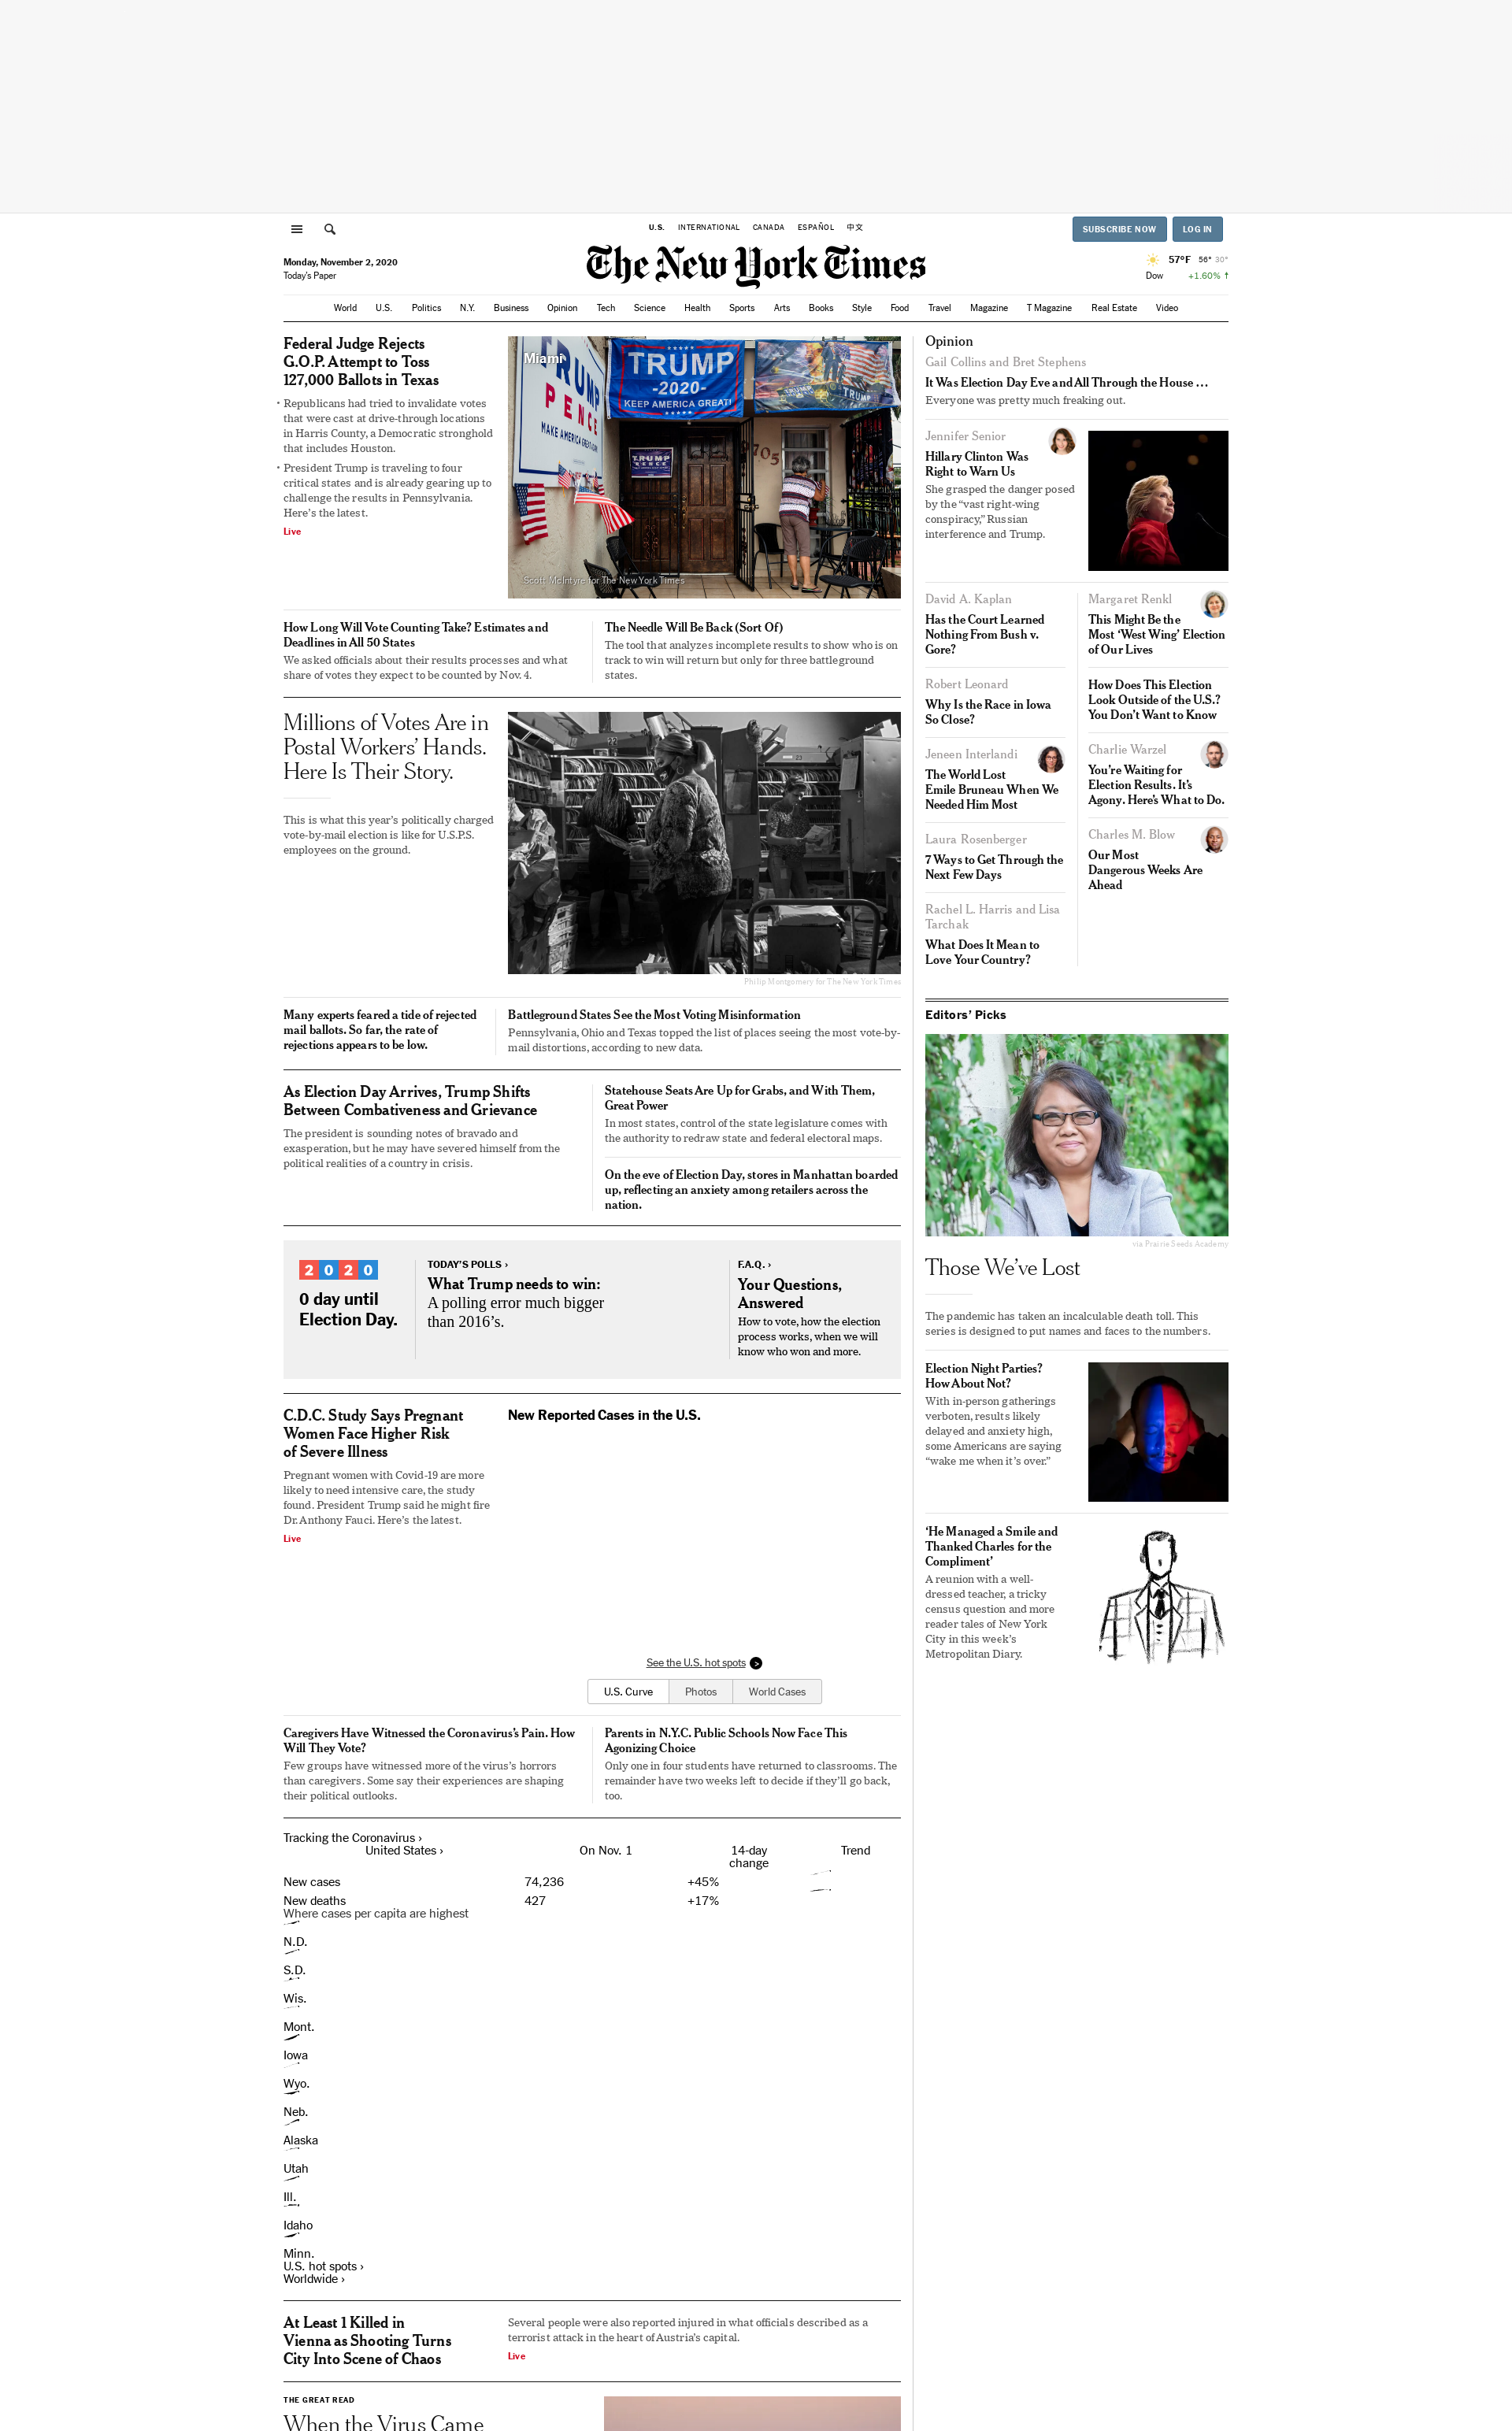 U.S. INTERNATIONAL CANADA ESPAÑOL 中文
SUBSCRIBE NOW LOG IN
Monday, November 2, 2020
Today's Paper
The New York Times
57°F 56° 30°
Dow +1.60% ↑
World U.S. Politics N.Y. Business Opinion Tech Science Health Sports Arts Books Style Food Travel Magazine T Magazine Real Estate Video
Federal Judge Rejects
G.O.P. Attempt to Toss
127,000 Ballots in Texas
• Republicans had tried to invalidate votes
that were cast at drive-through locations
in Harris County, a Democratic stronghold
that includes Houston.
• President Trump is traveling to four
critical states and is already gearing up to
challenge the results in Pennsylvania.
Here's the latest.
Live
Miami
TRUMP
PENCE
MAKE AMERICA GREAT
TRUMP
-2020-
KEEP AMERICA GREAT!
TRUMP
TRUMP
PENCE
705
Scott McIntyre for The New York Times
How Long Will Vote Counting Take? Estimates and
Deadlines in All 50 States
We asked officials about their results processes and what
share of votes they expect to be counted by Nov. 4.
The Needle Will Be Back (Sort Of)
The tool that analyzes incomplete results to show who is on
track to win will return but only for three battleground
states.
Millions of Votes Are in
Postal Workers' Hands.
Here Is Their Story.
This is what this year's politically charged
vote-by-mail election is like for U.S.P.S.
employees on the ground.
22
23
Philip Montgomery for The New York Times
Many experts feared a tide of rejected
mail ballots. So far, the rate of
rejections appears to be low.
Battleground States See the Most Voting Misinformation
Pennsylvania, Ohio and Texas topped the list of places seeing the most vote-by-
mail distortions, according to new data.
As Election Day Arrives, Trump Shifts
Between Combativeness and Grievance
The president is sounding notes of bravado and
exasperation, but he may have severed himself from the
political realities of a country in crisis.
Statehouse Seats Are Up for Grabs, and With Them,
Great Power
In most states, control of the state legislature comes with
the authority to redraw state and federal electoral maps.
On the eve of Election Day, stores in Manhattan boarded
up, reflecting an anxiety among retailers across the
nation.
2020
0 day until
Election Day.
TODAY'S POLLS ›
What Trump needs to win:
A polling error much bigger
than 2016's.
F.A.Q. ›
Your Questions,
Answered
How to vote, how the election
process works, when we will
know who won and more.
C.D.C. Study Says Pregnant
Women Face Higher Risk
of Severe Illness
Pregnant women with Covid-19 are more
likely to need intensive care, the study
found. President Trump said he might fire
Dr. Anthony Fauci. Here's the latest.
Live
New Reported Cases in the U.S.
See the U.S. hot spots >
U.S. Curve Photos World Cases
Caregivers Have Witnessed the Coronavirus's Pain. How
Will They Vote?
Few groups have witnessed more of the virus's horrors
than caregivers. Some say their experiences are shaping
their political outlooks.
Parents in N.Y.C. Public Schools Now Face This
Agonizing Choice
Only one in four students have returned to classrooms. The
remainder have two weeks left to decide if they'll go back,
too.
Tracking the Coronavirus ›
United States › On Nov. 1 14-day
change Trend
New cases 74,236 +45%
New deaths 427 +17%
Where cases per capita are highest
N.D.
S.D.
Wis.
Mont.
Iowa
Wyo.
Neb.
Alaska
Utah
Ill.
Idaho
Minn.
U.S. hot spots ›
Worldwide ›
At Least 1 Killed in
Vienna as Shooting Turns
City Into Scene of Chaos
Several people were also reported injured in what officials described as a
terrorist attack in the heart of Austria's capital.
Live
THE GREAT READ
When the Virus Came
Opinion
Gail Collins and Bret Stephens
It Was Election Day Eve and All Through the House …
Everyone was pretty much freaking out.
Jennifer Senior
Hillary Clinton Was
Right to Warn Us
She grasped the danger posed
by the “vast right-wing
conspiracy,” Russian
interference and Trump.
David A. Kaplan
Has the Court Learned
Nothing From Bush v.
Gore?
Robert Leonard
Why Is the Race in Iowa
So Close?
Jeneen Interlandi
The World Lost
Emile Bruneau When We
Needed Him Most
Laura Rosenberger
7 Ways to Get Through the
Next Few Days
Rachel L. Harris and Lisa
Tarchak
What Does It Mean to
Love Your Country?
Margaret Renkl
This Might Be the
Most ‘West Wing’ Election
of Our Lives
How Does This Election
Look Outside of the U.S.?
You Don't Want to Know
Charlie Warzel
You're Waiting for
Election Results. It's
Agony. Here's What to Do.
Charles M. Blow
Our Most
Dangerous Weeks Are
Ahead
Editors' Picks
via Prairie Seeds Academy
Those We've Lost
The pandemic has taken an incalculable death toll. This
series is designed to put names and faces to the numbers.
Election Night Parties?
How About Not?
With in-person gatherings
verboten, results likely
delayed and anxiety high,
some Americans are saying
“wake me when it's over.”
‘He Managed a Smile and
Thanked Charles for the
Compliment’
A reunion with a well-
dressed teacher, a tricky
census question and more
reader tales of New York
City in this week's
Metropolitan Diary.